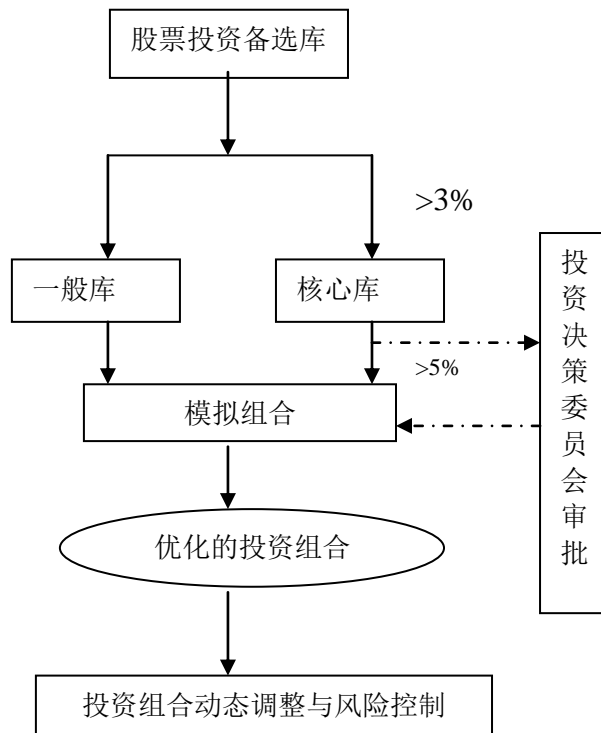 股票投资备选库
>3%
一般库
核心库
投资决策委员会审批
>5%
模拟组合
优化的投资组合
投资组合动态调整与风险控制